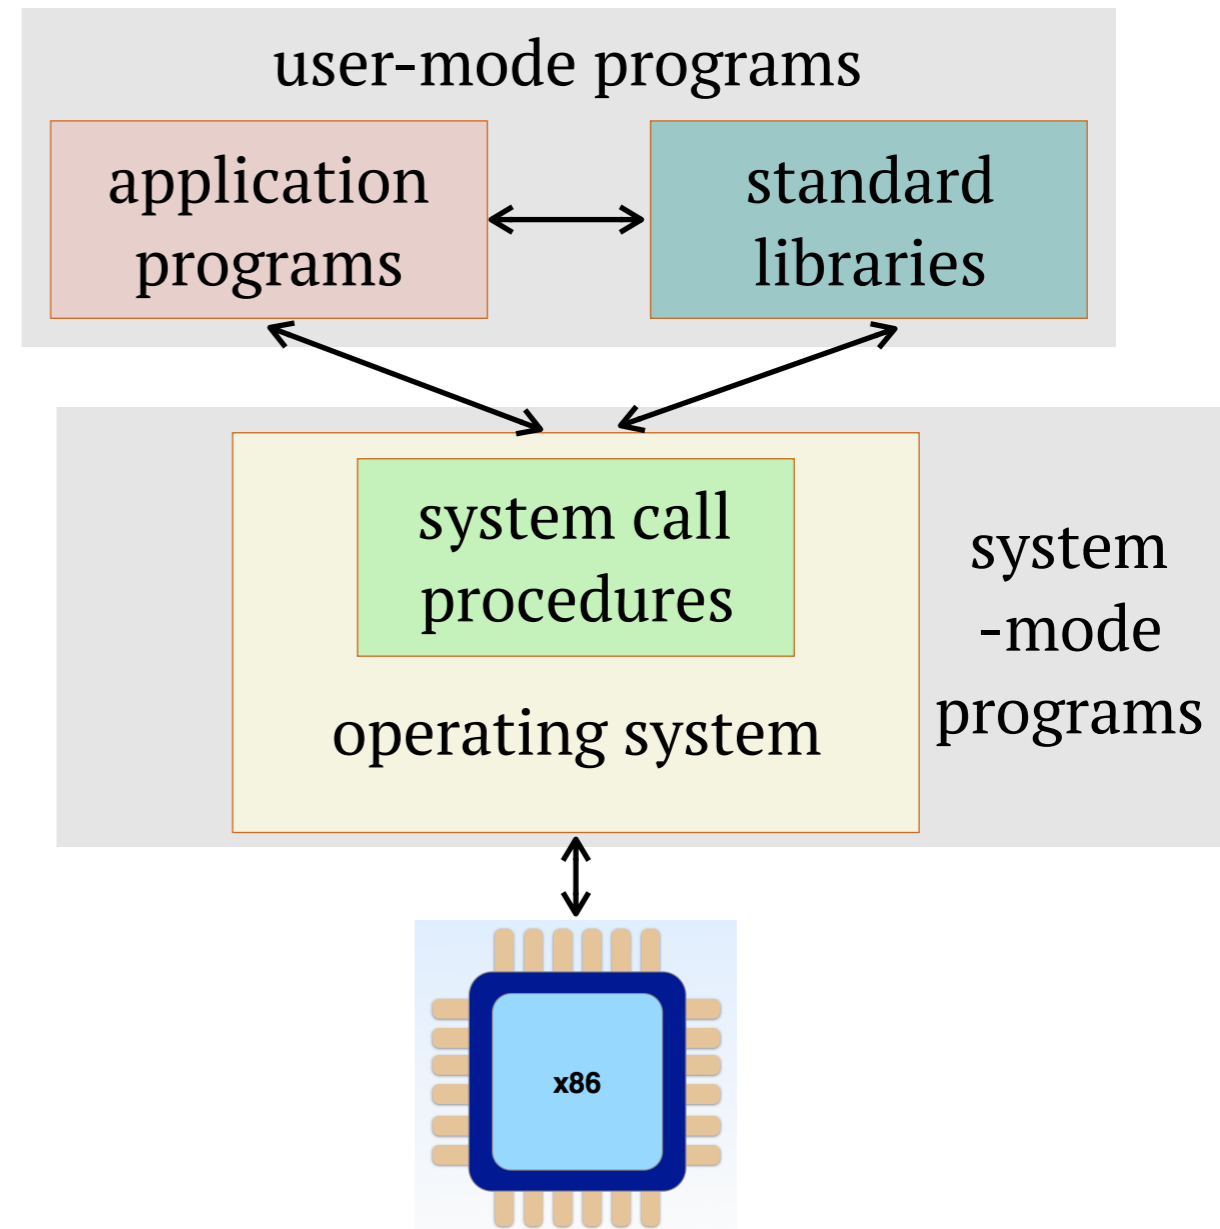 user-mode programs
application
programs
standard
libraries
system call
procedures
operating system
system
-mode
programs
x86